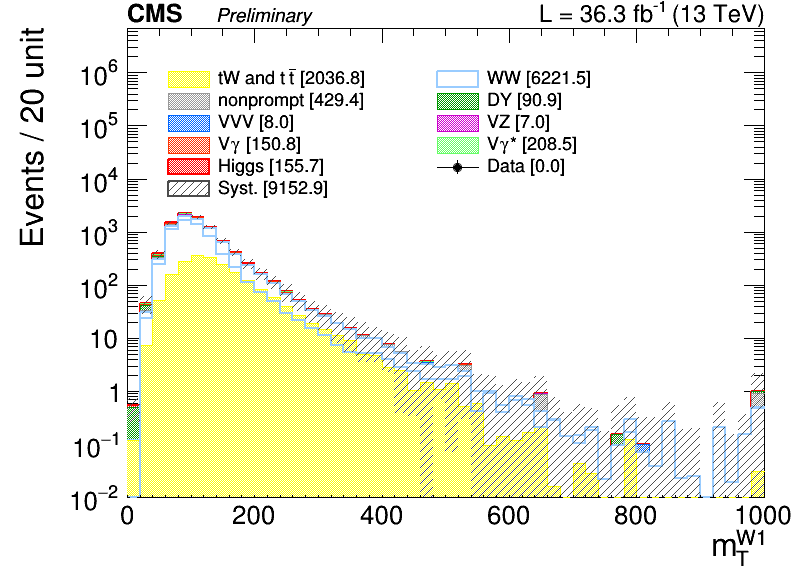 CMS Preliminary L = 36.3 fb⁻¹ (13 TeV)
Events / 20 unit
10⁶
10⁵
10⁴
10³
10²
10
1
10⁻¹
10⁻²
tW and tt̄ [2036.8]
nonprompt [429.4]
VVV [8.0]
Vγ [150.8]
Higgs [155.7]
Syst. [9152.9]
WW [6221.5]
DY [90.9]
VZ [7.0]
Vγ* [208.5]
Data [0.0]
0 200 400 600 800 1000
m_T^W1